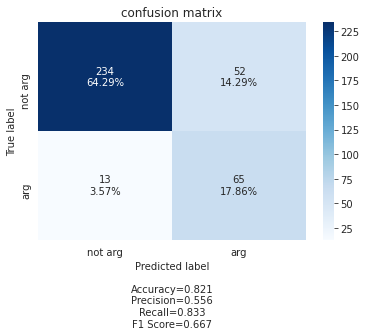 confusion matrix
True label
not arg
arg
234
64.29%
52
14.29%
13
3.57%
65
17.86%
not arg
arg
Predicted label
Accuracy=0.821
Precision=0.556
Recall=0.833
F1 Score=0.667
225
200
175
150
125
100
75
50
25